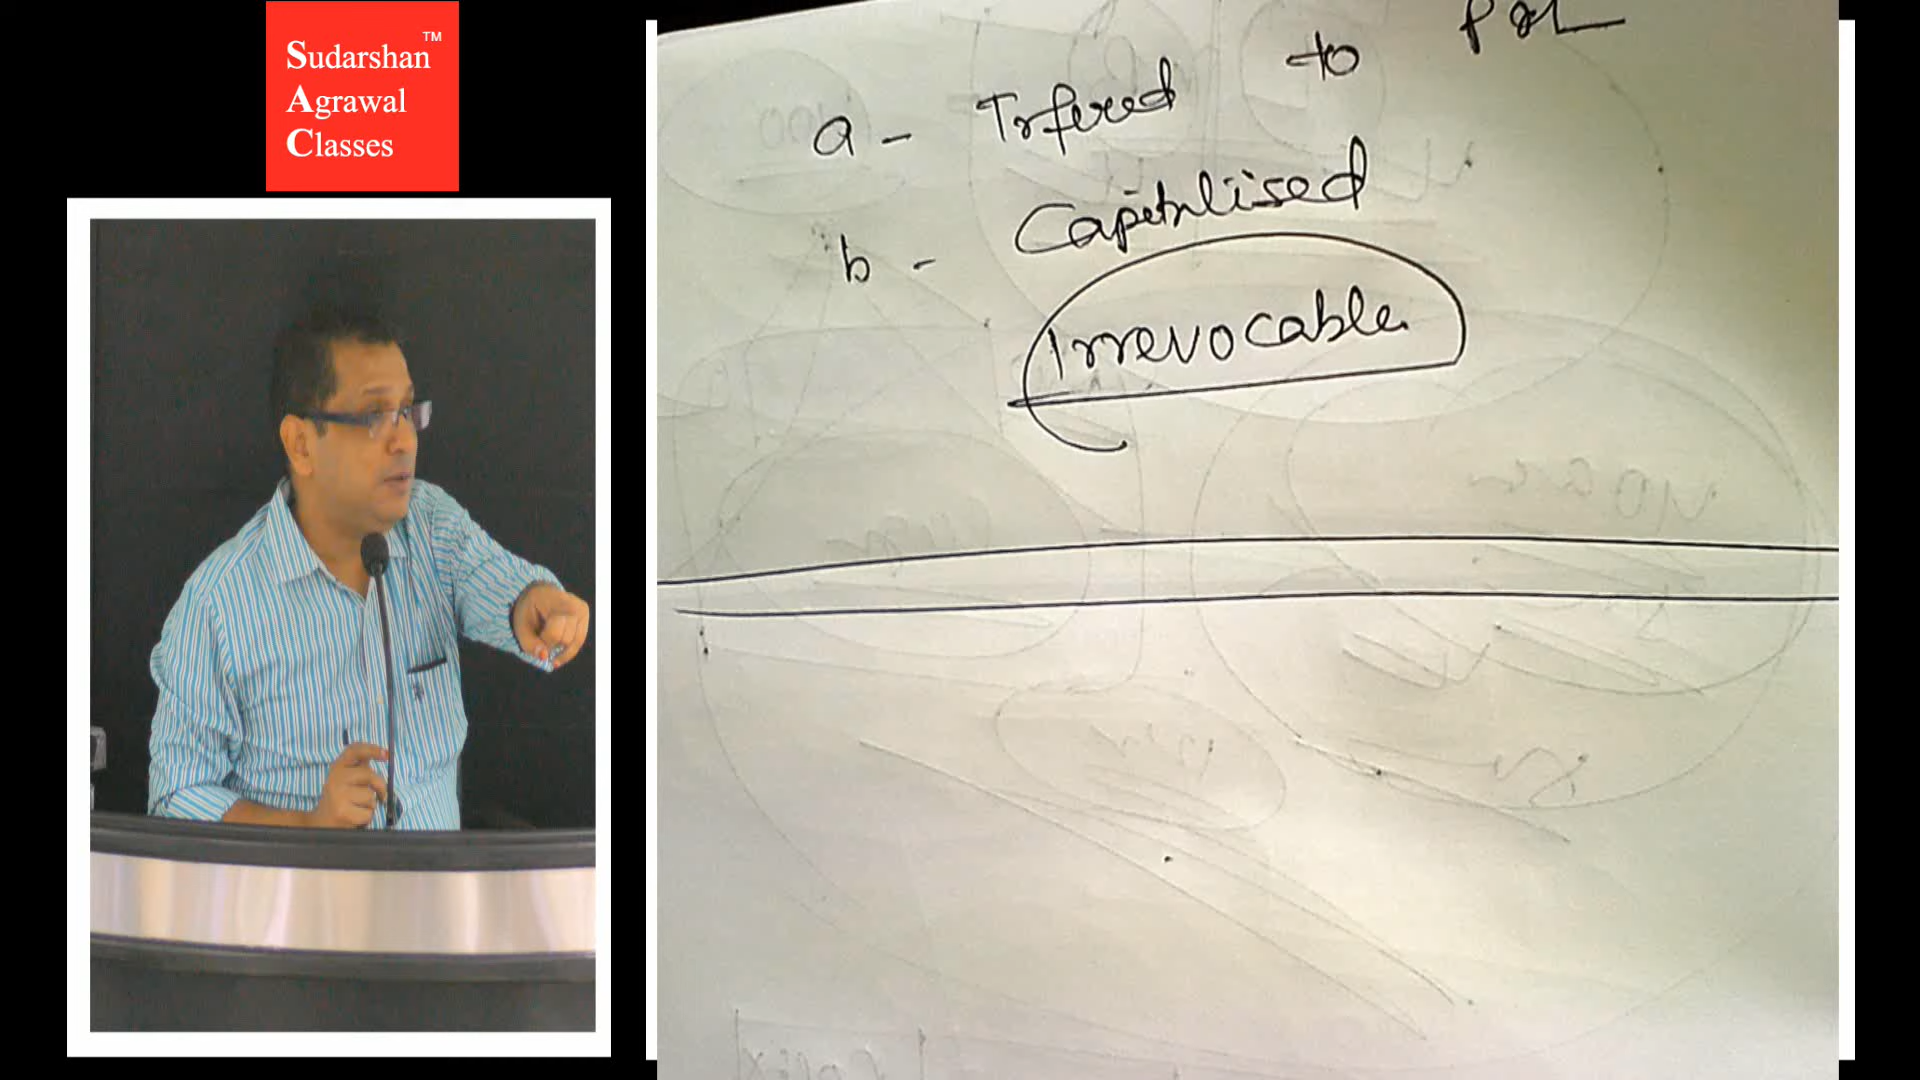 Sudarshan™
Agrawal
Classes
a - Trfered to P&L
b - Capitalised
Irrevocable